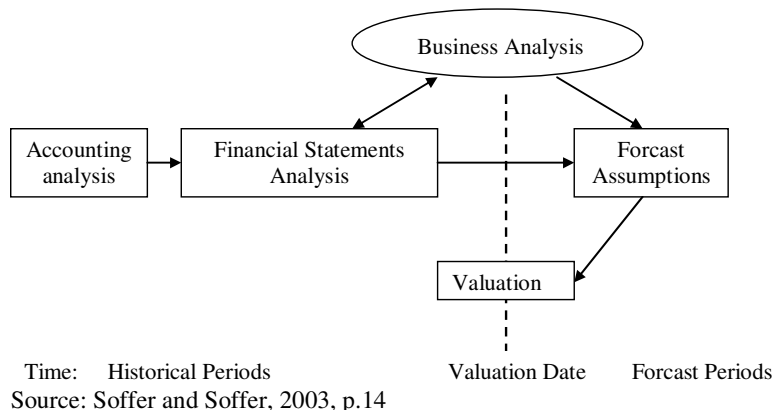 Business Analysis
Accounting
analysis
Financial Statements
Analysis
Forcast
Assumptions
Valuation
Time: Historical Periods Valuation Date Forcast Periods
Source: Soffer and Soffer, 2003, p.14